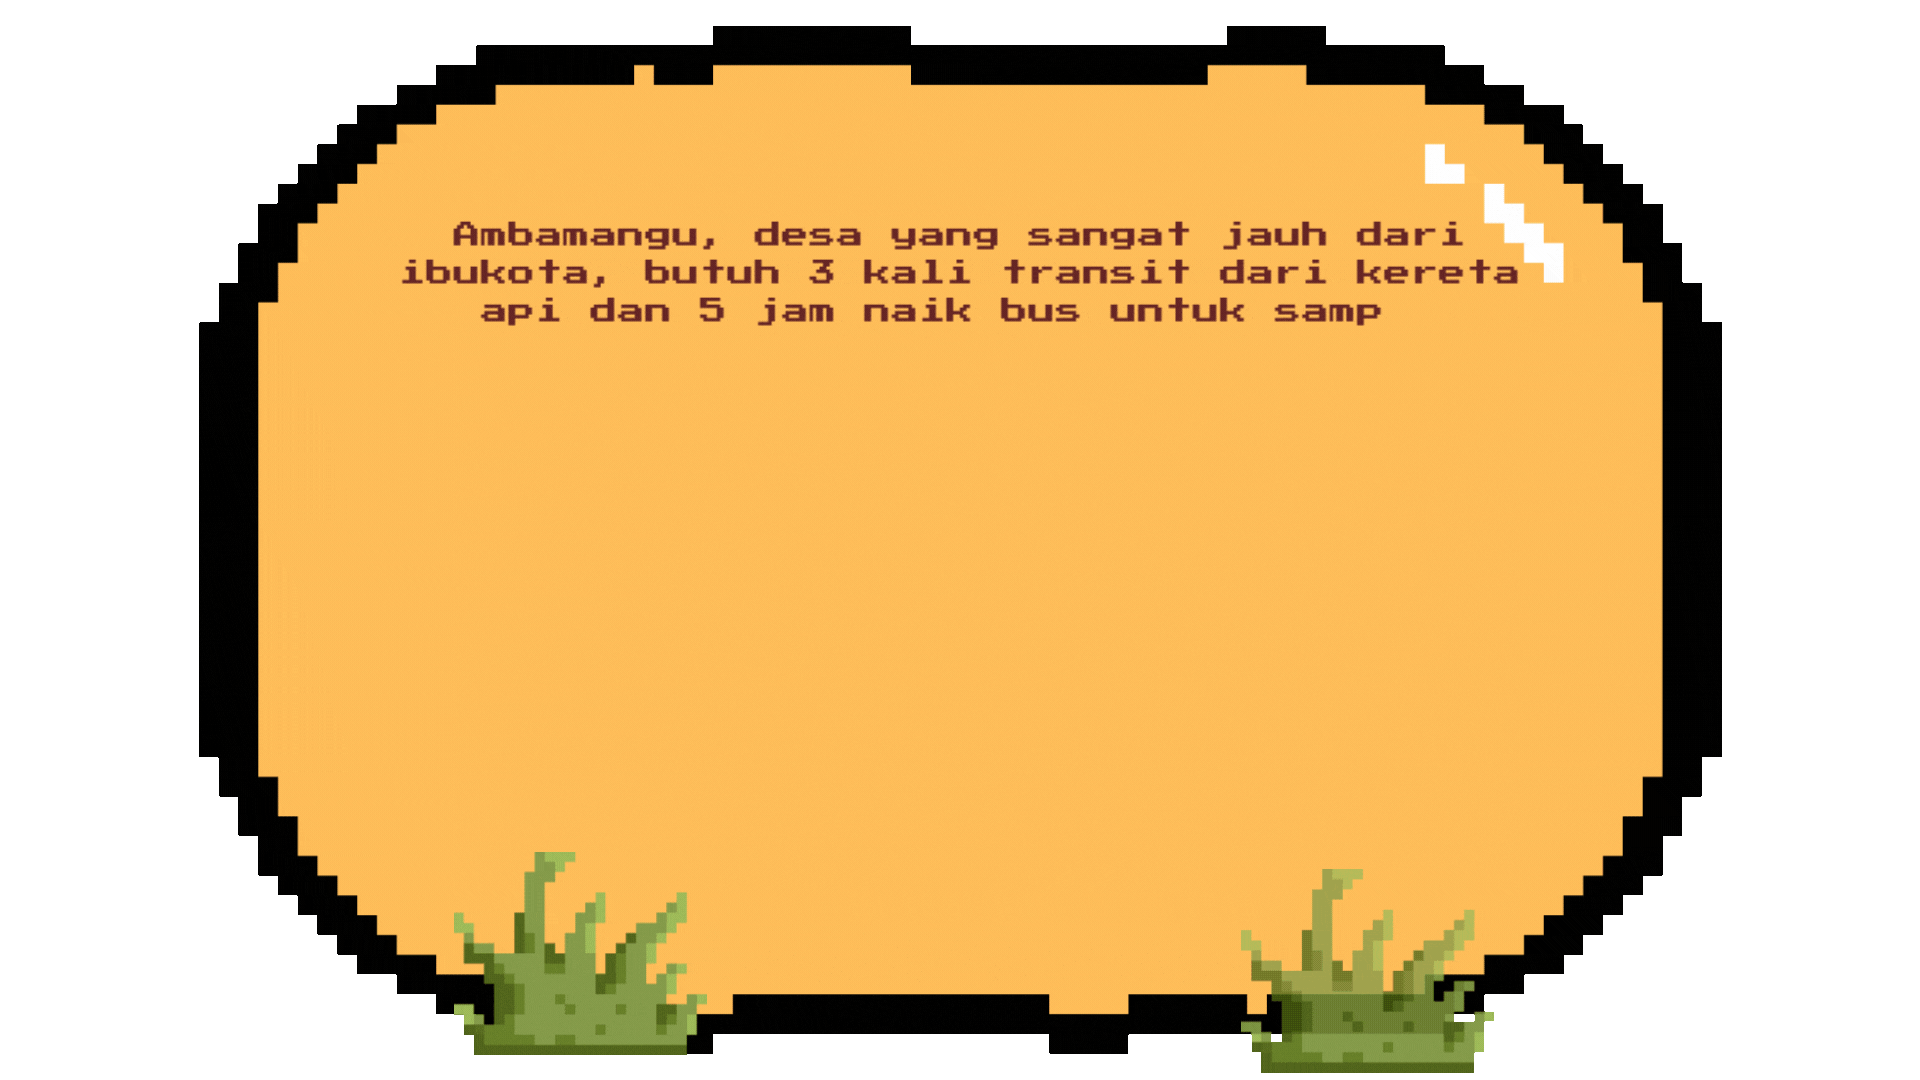 Ambamangu, desa yang sangat jauh dari
ibukota, butuh 3 kali transit dari kereta
api dan 5 jam naik bus untuk samp